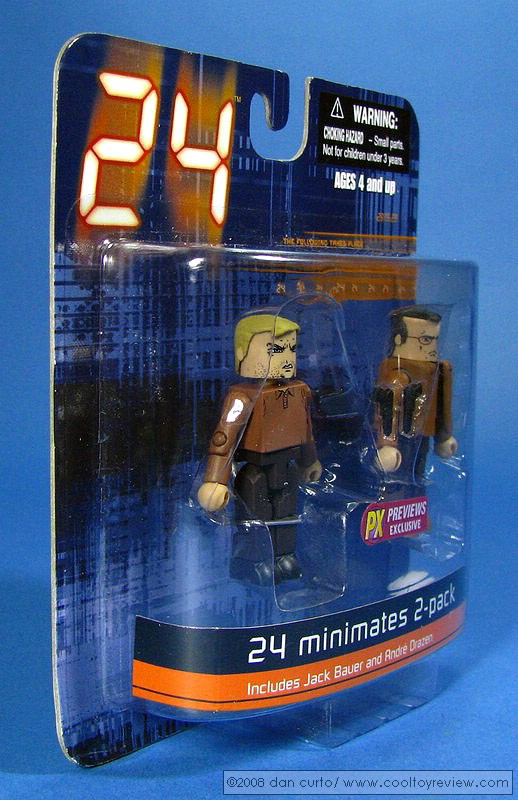 24
TM
WARNING:
CHOKING HAZARD - Small parts.
Not for children under 3 years.
AGES 4 and up
THE FOLLOWING TAKES PLACE
PX PREVIEWS
EXCLUSIVE
24 minimates 2-pack
Includes Jack Bauer and André Drazen
©2008 dan curto/ www.cooltoyreview.com